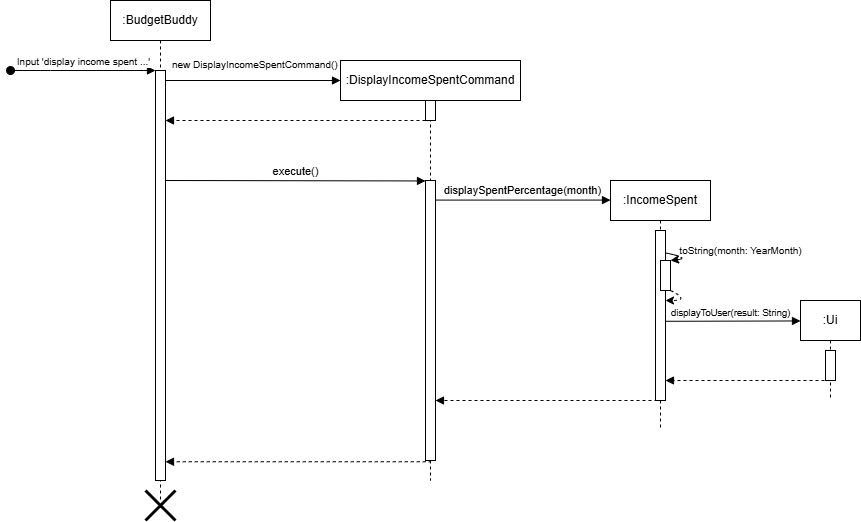 :BudgetBuddy
Input 'display income spent ...'
new DisplayIncomeSpentCommand()
:DisplayIncomeSpentCommand
execute()
displaySpentPercentage(month)
:IncomeSpent
toString(month: YearMonth)
displayToUser(result: String)
:Ui